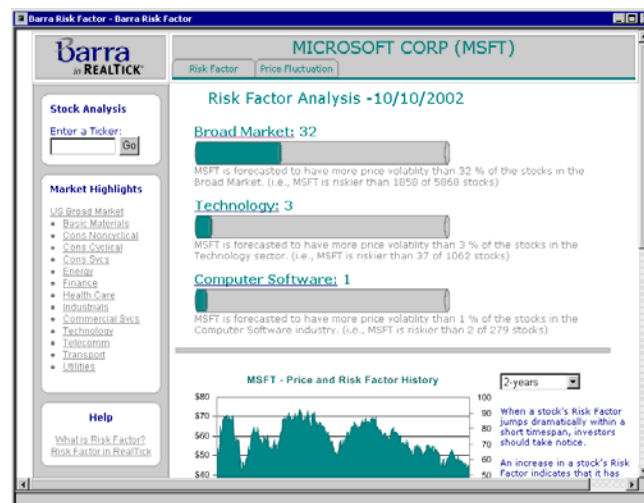 Barra Risk Factor - Barra Risk Factor
Barra
in REALTICK
MICROSOFT CORP (MSFT)
Risk Factor
Price Fluctuation
Stock Analysis
Enter a Ticker:
Go
Market Highlights
US Broad Market
Basic Materials
Cons Noncyclical
Cons Cyclical
Cons Svcs
Energy
Finance
Health Care
Industrials
Commercial Svcs
Technology
Telecomm
Transport
Utilities
Help
What is Risk Factor?
Risk Factor in RealTick
Risk Factor Analysis -10/10/2002
Broad Market: 32
MSFT is forecasted to have more price volatility than 32 % of the stocks in the
Broad Market. (i.e., MSFT is riskier than 1858 of 5868 stocks)
Technology: 3
MSFT is forecasted to have more price volatility than 3 % of the stocks in the
Technology sector. (i.e., MSFT is riskier than 37 of 1062 stocks)
Computer Software: 1
MSFT is forecasted to have more price volatility than 1 % of the stocks in the
Computer Software industry. (i.e., MSFT is riskier than 2 of 279 stocks)
MSFT - Price and Risk Factor History
2-years
$80
$70
$60
$50
$40
100
90
80
70
60
50
When a stock's Risk Factor
jumps dramatically within a
short timespan, investors
should take notice.
An increase in a stock's Risk
Factor indicates that it has